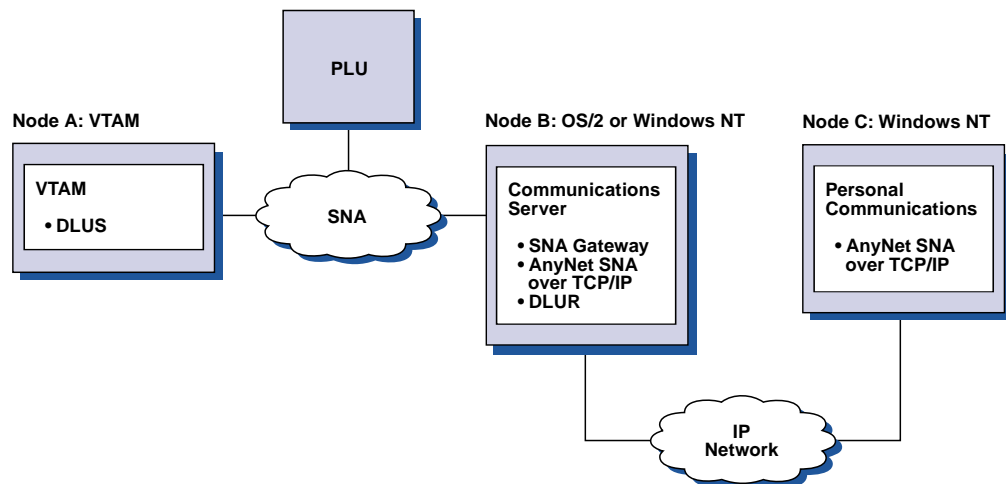 PLU
Node A: VTAM
Node B: OS/2 or Windows NT
Node C: Windows NT
VTAM
• DLUS
SNA
Communications
Server
• SNA Gateway
• AnyNet SNA
over TCP/IP
• DLUR
Personal
Communications
• AnyNet SNA
over TCP/IP
IP
Network